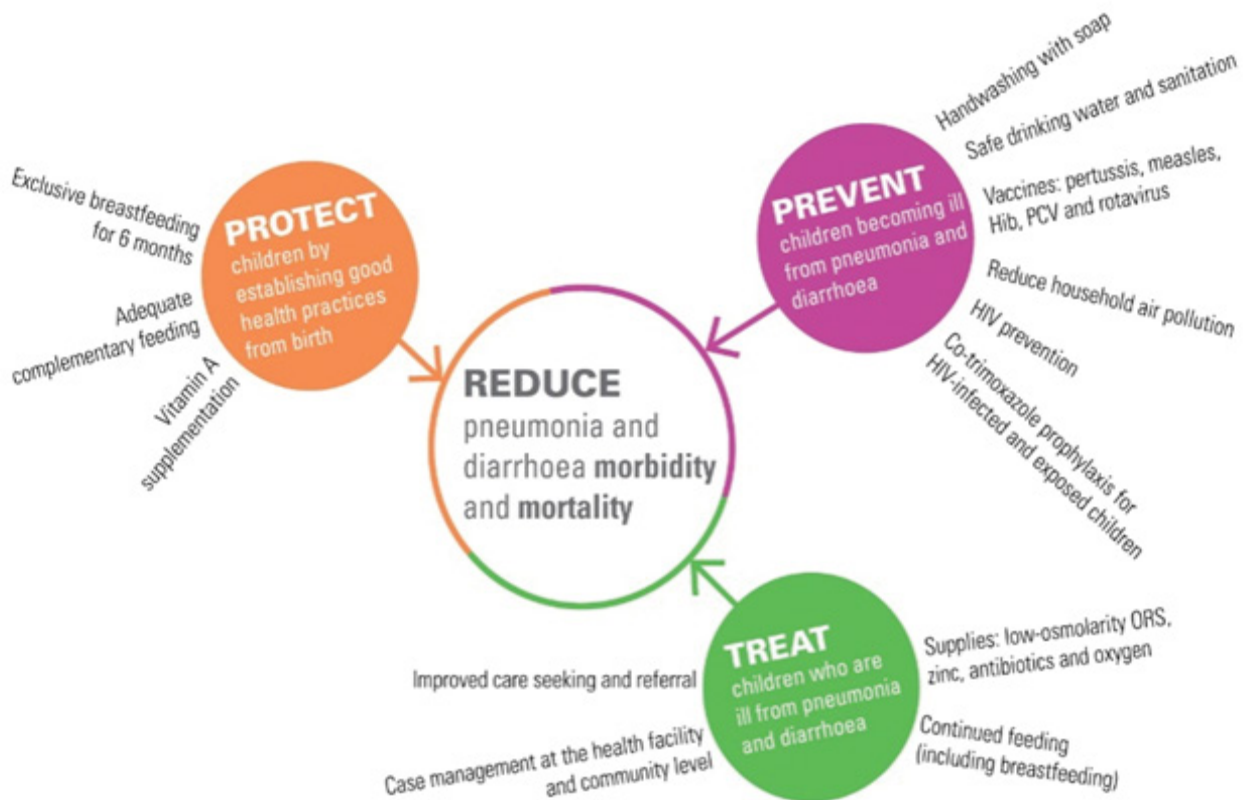 PROTECT
children by
establishing good
health practices
from birth
Exclusive breastfeeding
for 6 months
Adequate
complementary feeding
Vitamin A
supplementation
PREVENT
children becoming ill
from pneumonia and
diarrhoea
Handwashing with soap
Safe drinking water and sanitation
Vaccines: pertussis, measles,
Hib, PCV and rotavirus
Reduce household air pollution
HIV prevention
Co-trimoxazole prophylaxis for
HIV-infected and exposed children
REDUCE
pneumonia and
diarrhoea morbidity
and mortality
TREAT
children who are
ill from pneumonia
and diarrhoea
Improved care seeking and referral
Case management at the health facility
and community level
Supplies: low-osmolarity ORS,
zinc, antibiotics and oxygen
Continued feeding
(including breastfeeding)